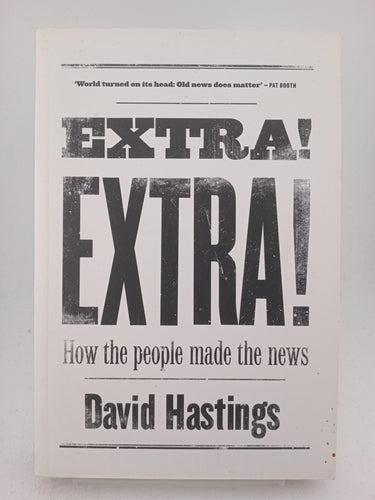 ‘World turned on its head: Old news does matter’ – PAT BOOTH
EXTRA!
EXTRA!
How the people made the news
David Hastings